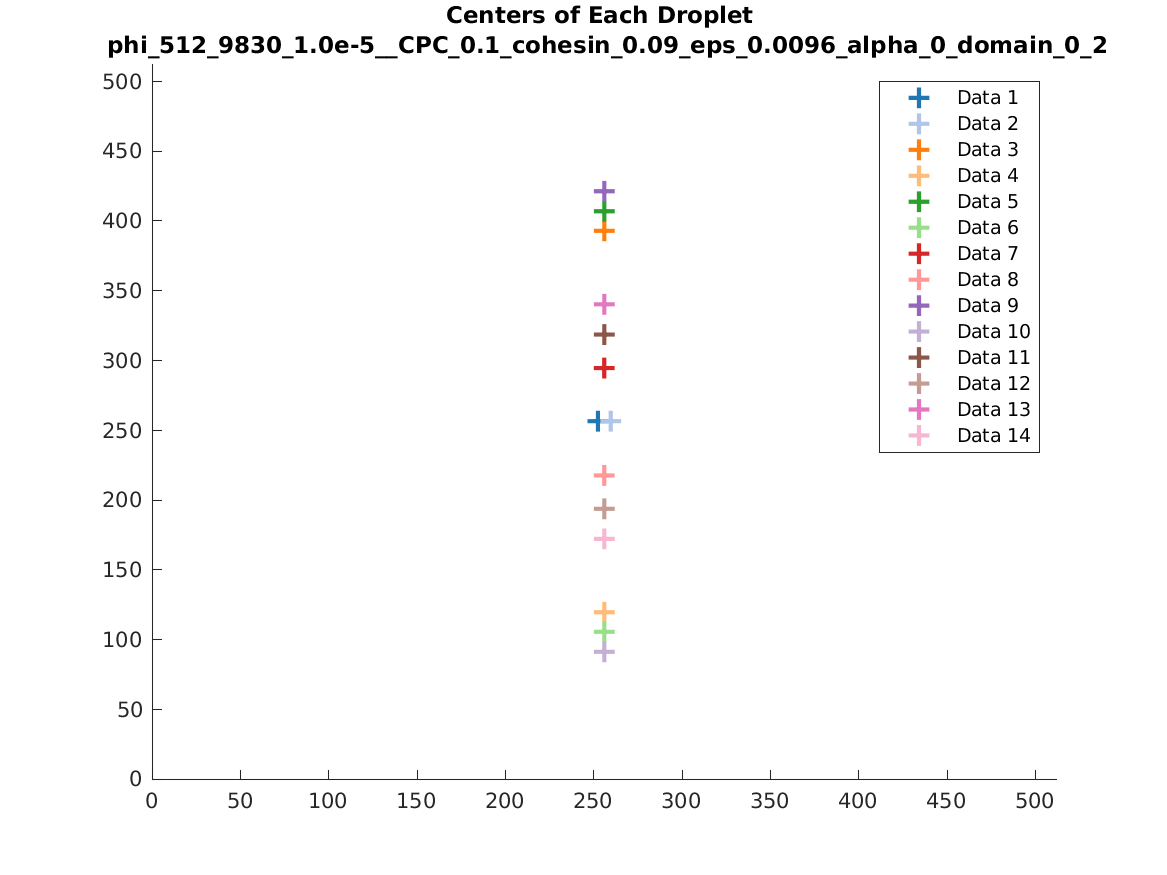 Centers of Each Droplet
phi_512_9830_1.0e-5__CPC_0.1_cohesin_0.09_eps_0.0096_alpha_0_domain_0_2
500
450
400
350
300
250
200
150
100
50
0
0 50 100 150 200 250 300 350 400 450 500
Data 1
Data 2
Data 3
Data 4
Data 5
Data 6
Data 7
Data 8
Data 9
Data 10
Data 11
Data 12
Data 13
Data 14